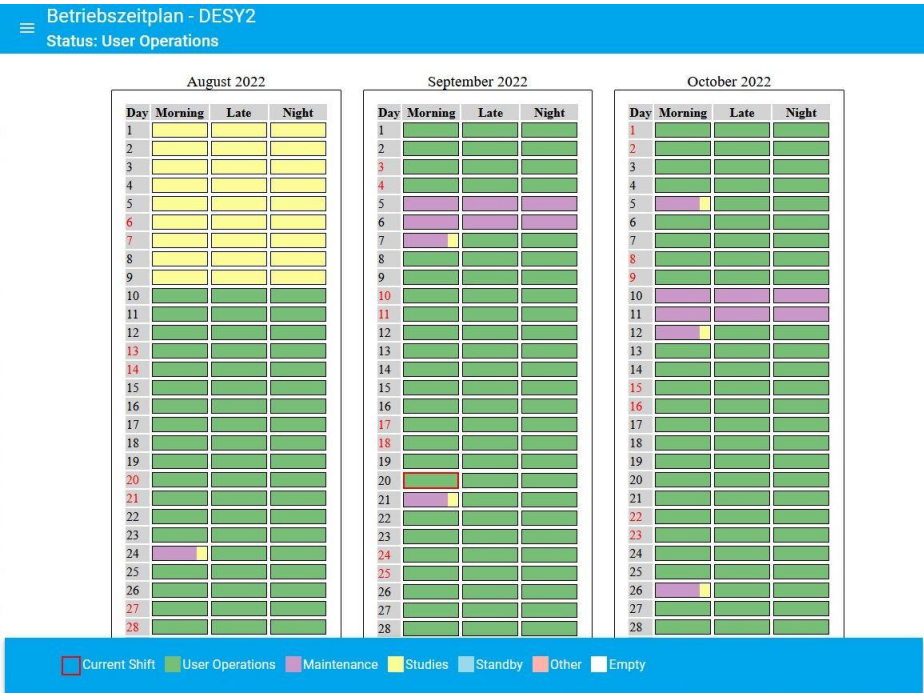 Betriebszeitplan - DESY2
Status: User Operations
August 2022 September 2022 October 2022
Day Morning Late Night Day Morning Late Night Day Morning Late Night
1 1 1
2 2 2
3 3 3
4 4 4
5 5 5
6 6 6
7 7 7
8 8 8
9 9 9
10 10 10
11 11 11
12 12 12
13 13 13
14 14 14
15 15 15
16 16 16
17 17 17
18 18 18
19 19 19
20 20 20
21 21 21
22 22 22
23 23 23
24 24 24
25 25 25
26 26 26
27 27 27
28 28 28
Current Shift User Operations Maintenance Studies Standby Other Empty